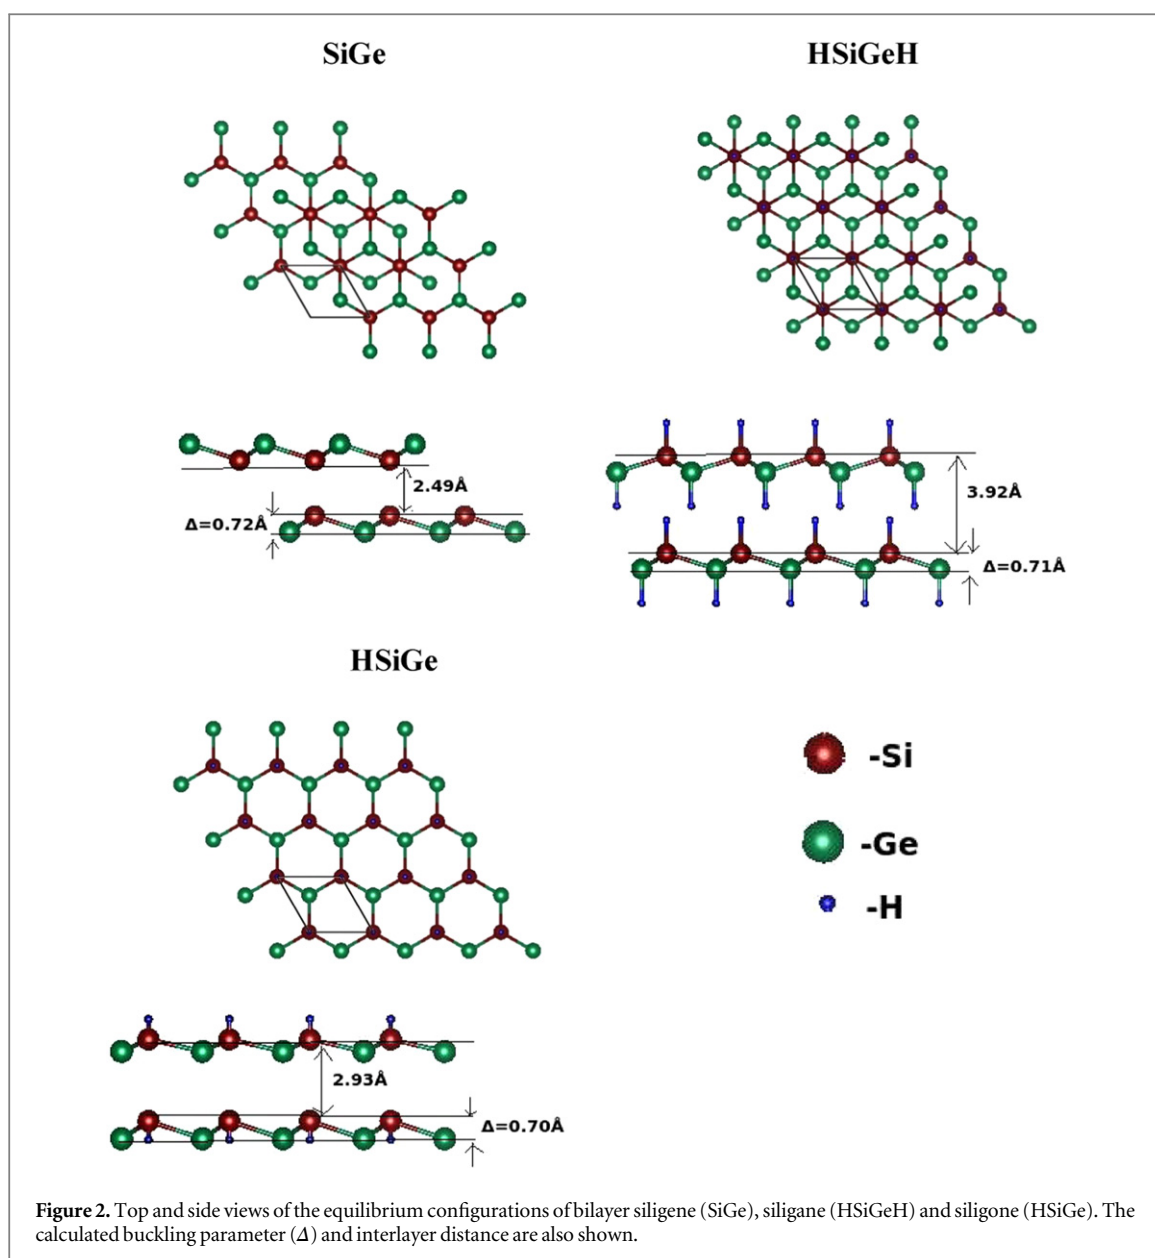 SiGe
HSiGeH
2.49Å
Δ=0.72Å
3.92Å
Δ=0.71Å
HSiGe
-Si
-Ge
-H
2.93Å
Δ=0.70Å
Figure 2. Top and side views of the equilibrium configurations of bilayer siligene (SiGe), siligane (HSiGeH) and siligone (HSiGe). The
calculated buckling parameter (Δ) and interlayer distance are also shown.